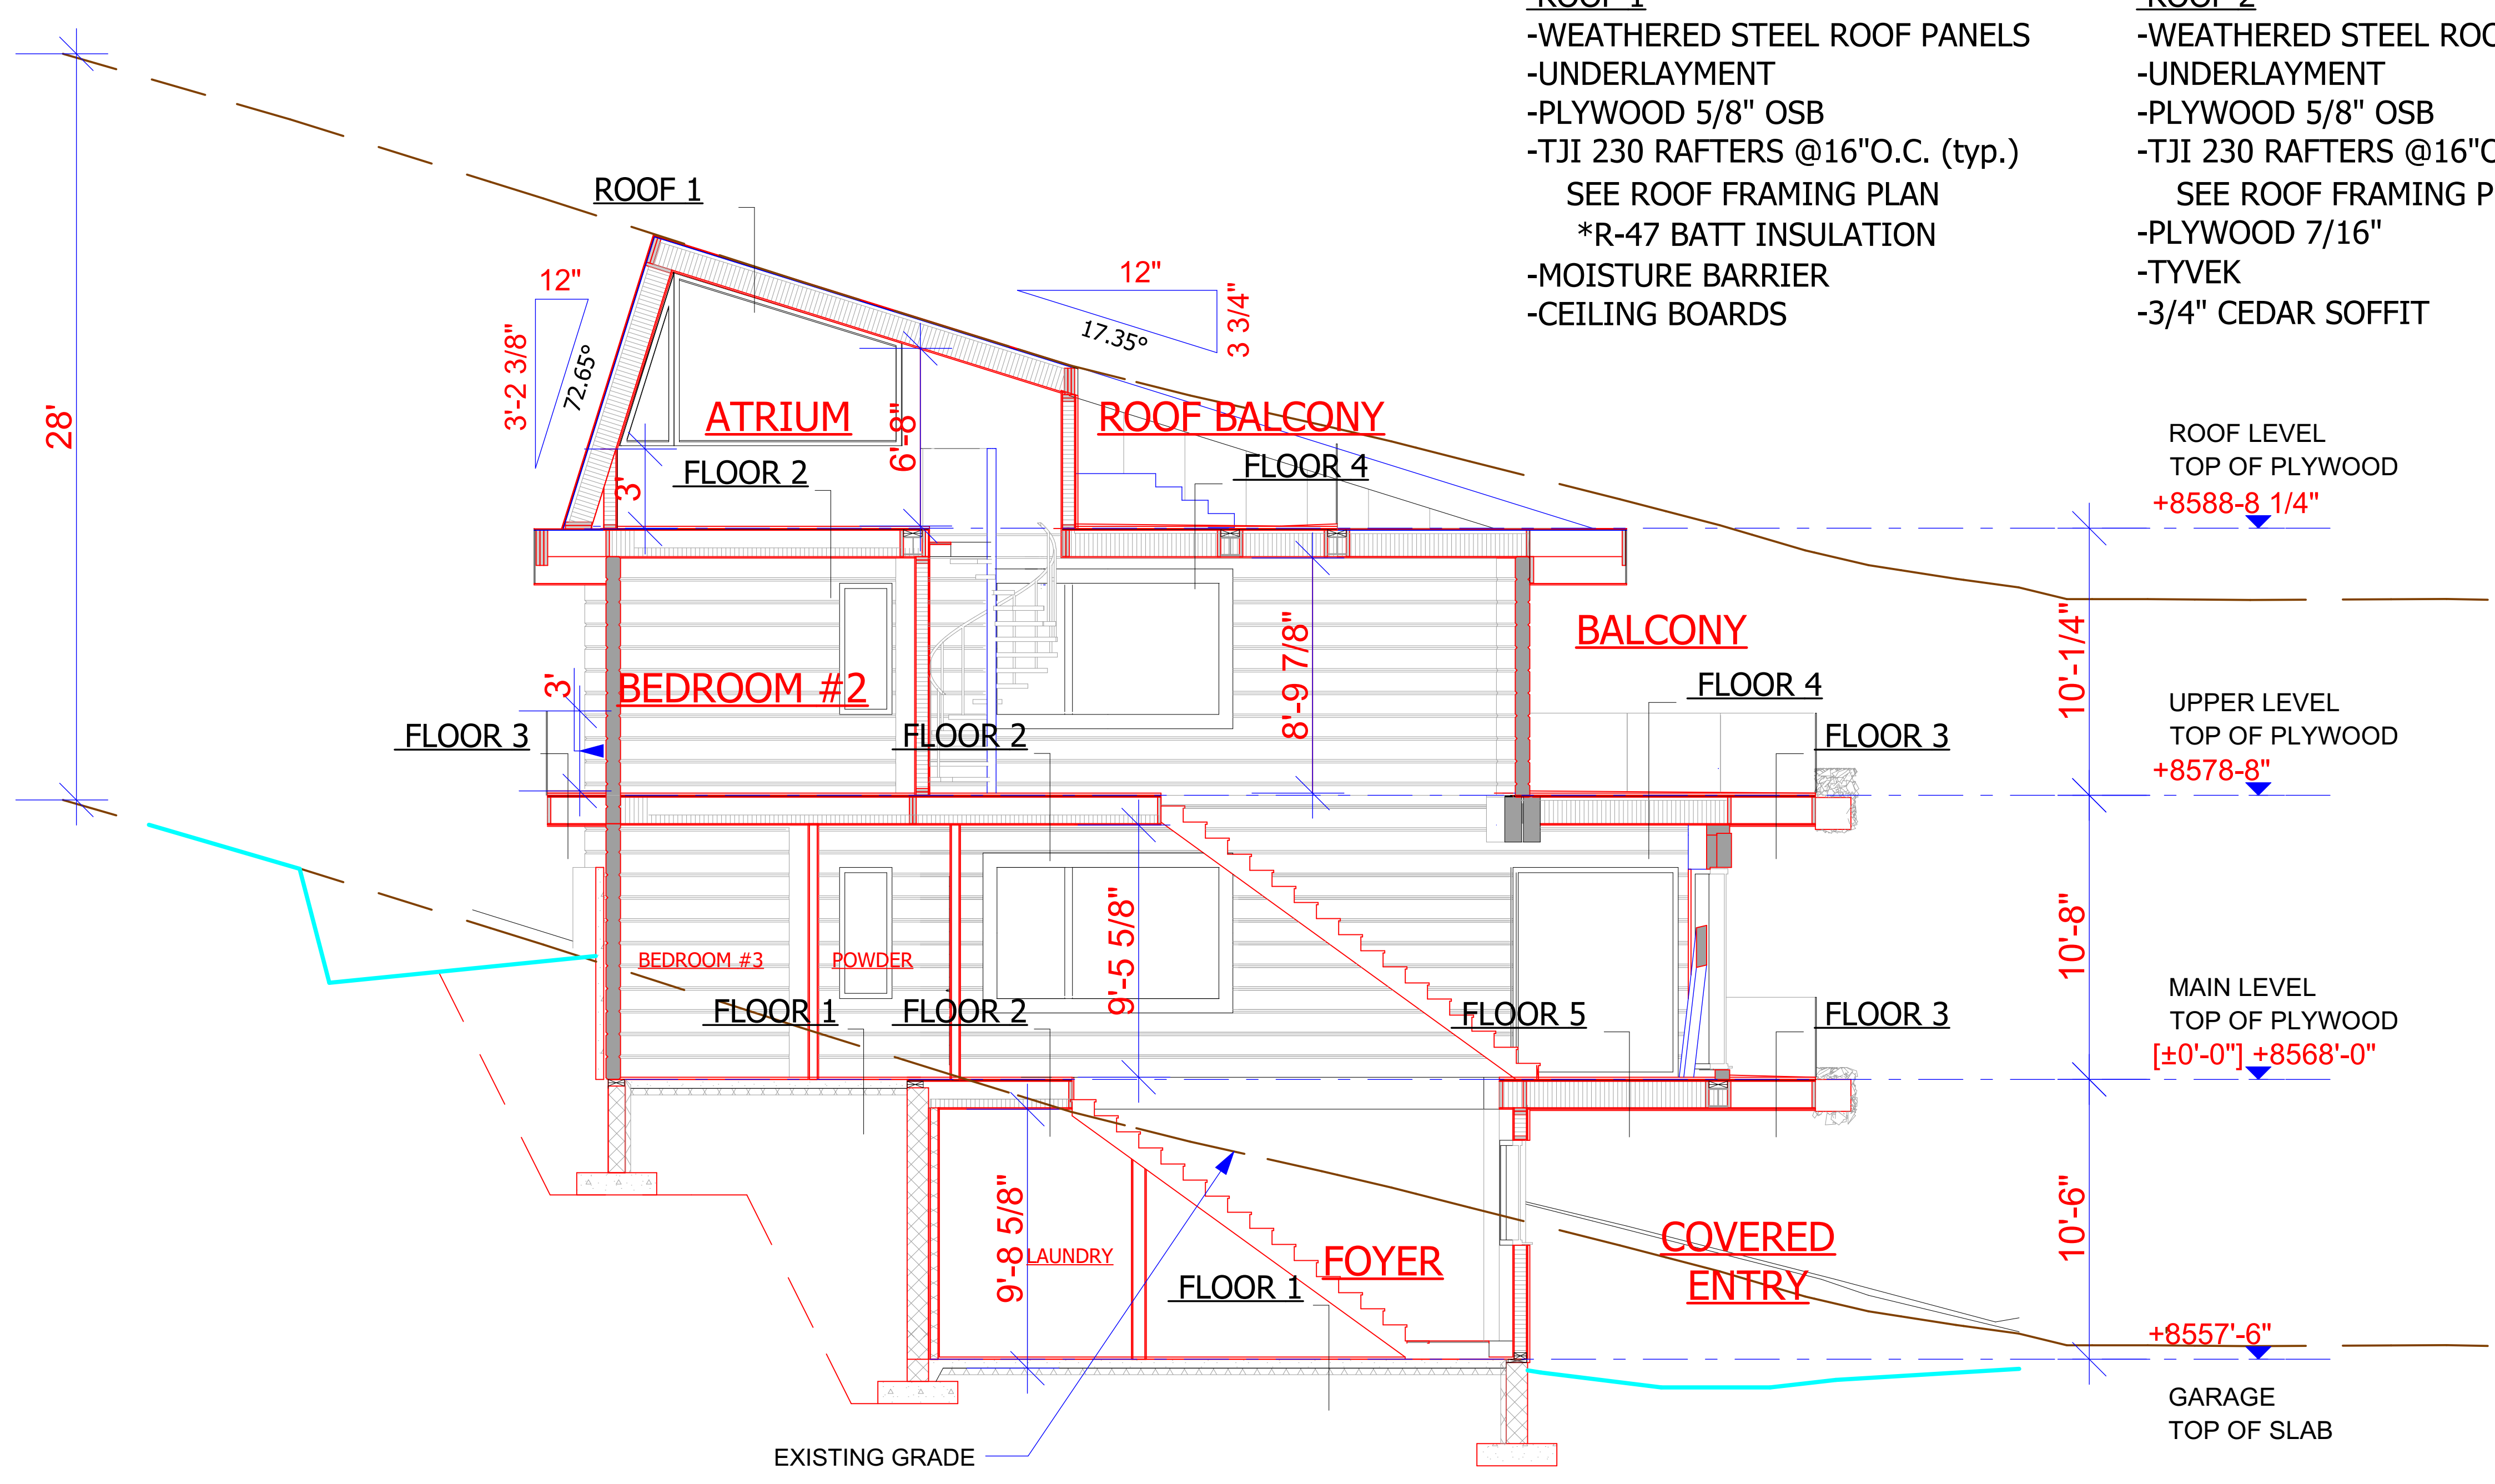 ROOF 1
-WEATHERED STEEL ROOF PANELS
-UNDERLAYMENT
-PLYWOOD 5/8" OSB
-TJI 230 RAFTERS @16"O.C. (typ.)
SEE ROOF FRAMING PLAN
*R-47 BATT INSULATION
-MOISTURE BARRIER
-CEILING BOARDS
ROOF 2
-WEATHERED STEEL
-UNDERLAYMENT
-PLYWOOD 5/8" OSB
-TJI 230 RAFTERS @16"
SEE ROOF FRAMING
-PLYWOOD 7/16"
-TYVEK
-3/4" CEDAR SOFFIT
28'
ROOF 1
12"
3'-2 3/8"
72.65°
12"
3 3/4"
17.35°
ATRIUM
6'-8"
ROOF BALCONY
FLOOR 2
3'
FLOOR 4
ROOF LEVEL
TOP OF PLYWOOD
+8588-8 1/4"
BEDROOM #2
3'
8'-9 7/8"
BALCONY
10'-1/4"
FLOOR 3
FLOOR 2
FLOOR 4
FLOOR 3
UPPER LEVEL
TOP OF PLYWOOD
+8578-8"
BEDROOM #3
POWDER
9'-5 5/8"
10'-8"
FLOOR 1
FLOOR 2
FLOOR 5
FLOOR 3
MAIN LEVEL
TOP OF PLYWOOD
[±0'-0"] +8568'-0"
9'-8 5/8"
LAUNDRY
FOYER
FLOOR 1
COVERED
ENTRY
10'-6"
+8557'-6"
GARAGE
TOP OF SLAB
EXISTING GRADE